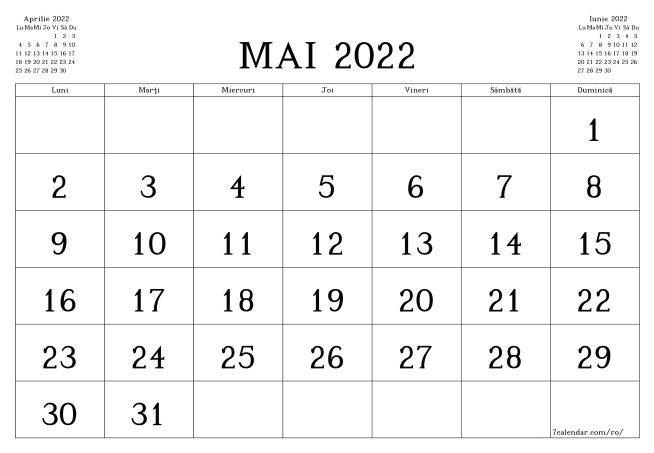 Aprilie 2022
Lu Ma Mi Jo Vi Sâ Du
1 2 3
4 5 6 7 8 9 10
11 12 13 14 15 16 17
18 19 20 21 22 23 24
25 26 27 28 29 30
MAI 2022
Iunie 2022
Lu Ma Mi Jo Vi Sâ Du
1 2 3 4 5
6 7 8 9 10 11 12
13 14 15 16 17 18 19
20 21 22 23 24 25 26
27 28 29 30
Luni Marți Miercuri Joi Vineri Sâmbătă Duminică
1
2 3 4 5 6 7 8
9 10 11 12 13 14 15
16 17 18 19 20 21 22
23 24 25 26 27 28 29
30 31
7calendar.com/ro/